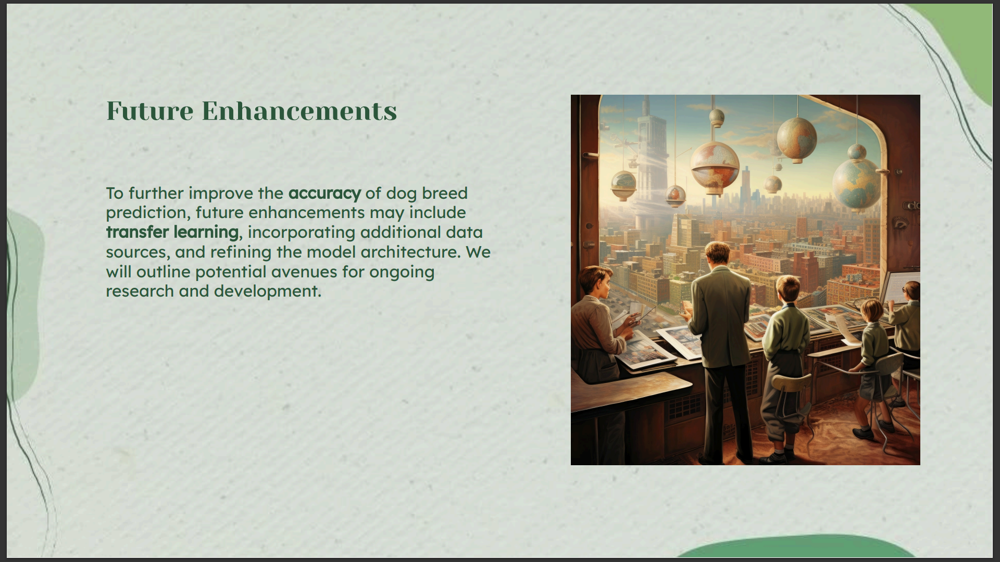 Future Enhancements
To further improve the accuracy of dog breed
prediction, future enhancements may include
transfer learning, incorporating additional data
sources, and refining the model architecture. We
will outline potential avenues for ongoing
research and development.